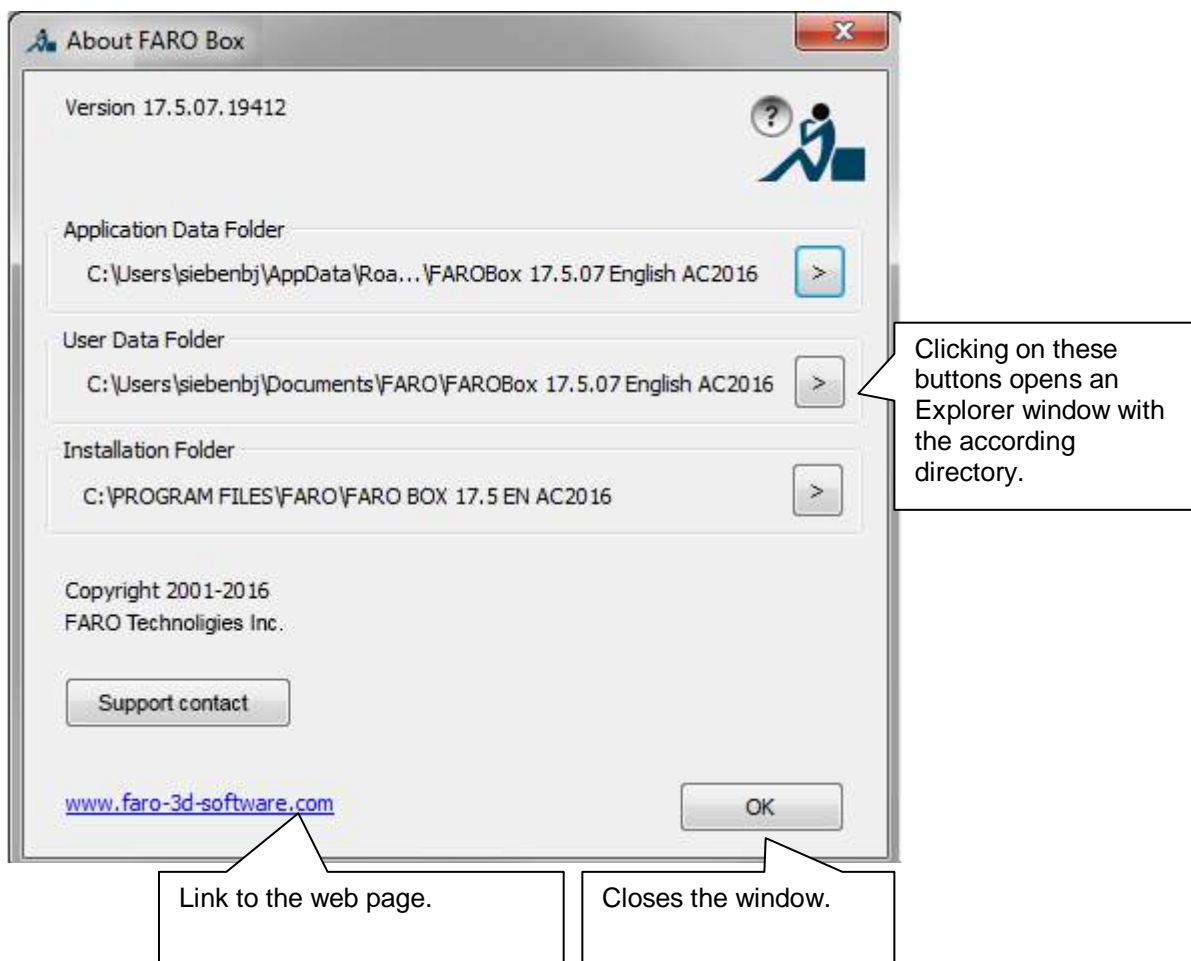 About FARO Box
x
Version 17.5.07.19412
?
Application Data Folder
C:\Users\siebenbj\AppData\Roa...\FAROBox 17.5.07 English AC2016
>
User Data Folder
C:\Users\siebenbj\Documents\FARO\FAROBox 17.5.07 English AC2016
>
Clicking on these
buttons opens an
Explorer window with
the according
directory.
Installation Folder
C:\PROGRAM FILES\FARO\FARO BOX 17.5 EN AC2016
>
Copyright 2001-2016
FARO Technoligies Inc.
Support contact
www.faro-3d-software.com
OK
Link to the web page.
Closes the window.